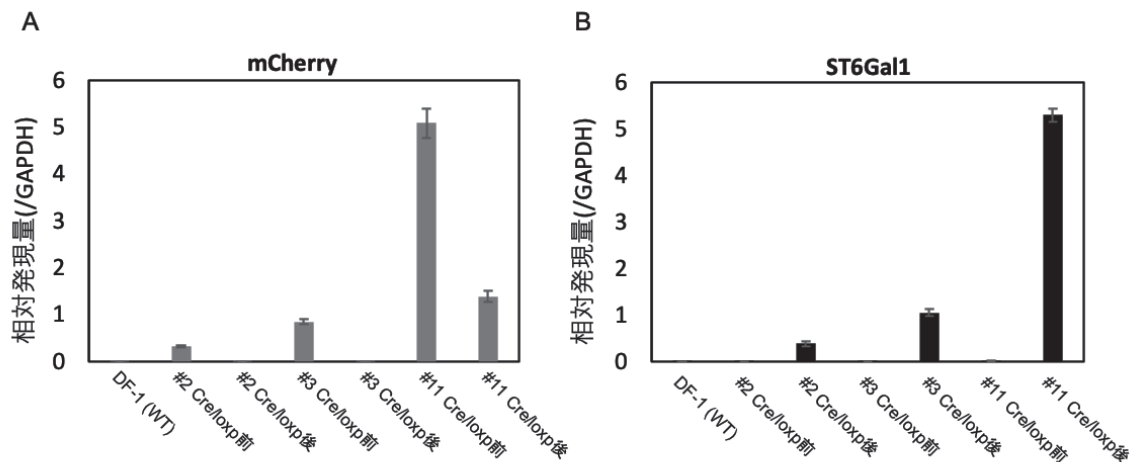 A
mCherry
相対発現量(/GAPDH)
6
5
4
3
2
1
0
DF-1 (WT)
#2 Cre/loxp前
#2 Cre/loxp後
#3 Cre/loxp前
#3 Cre/loxp後
#11 Cre/loxp前
#11 Cre/loxp後
B
ST6Gal1
相対発現量(/GAPDH)
6
5
4
3
2
1
0
DF-1 (WT)
#2 Cre/loxp前
#2 Cre/loxp後
#3 Cre/loxp前
#3 Cre/loxp後
#11 Cre/loxp前
#11 Cre/loxp後